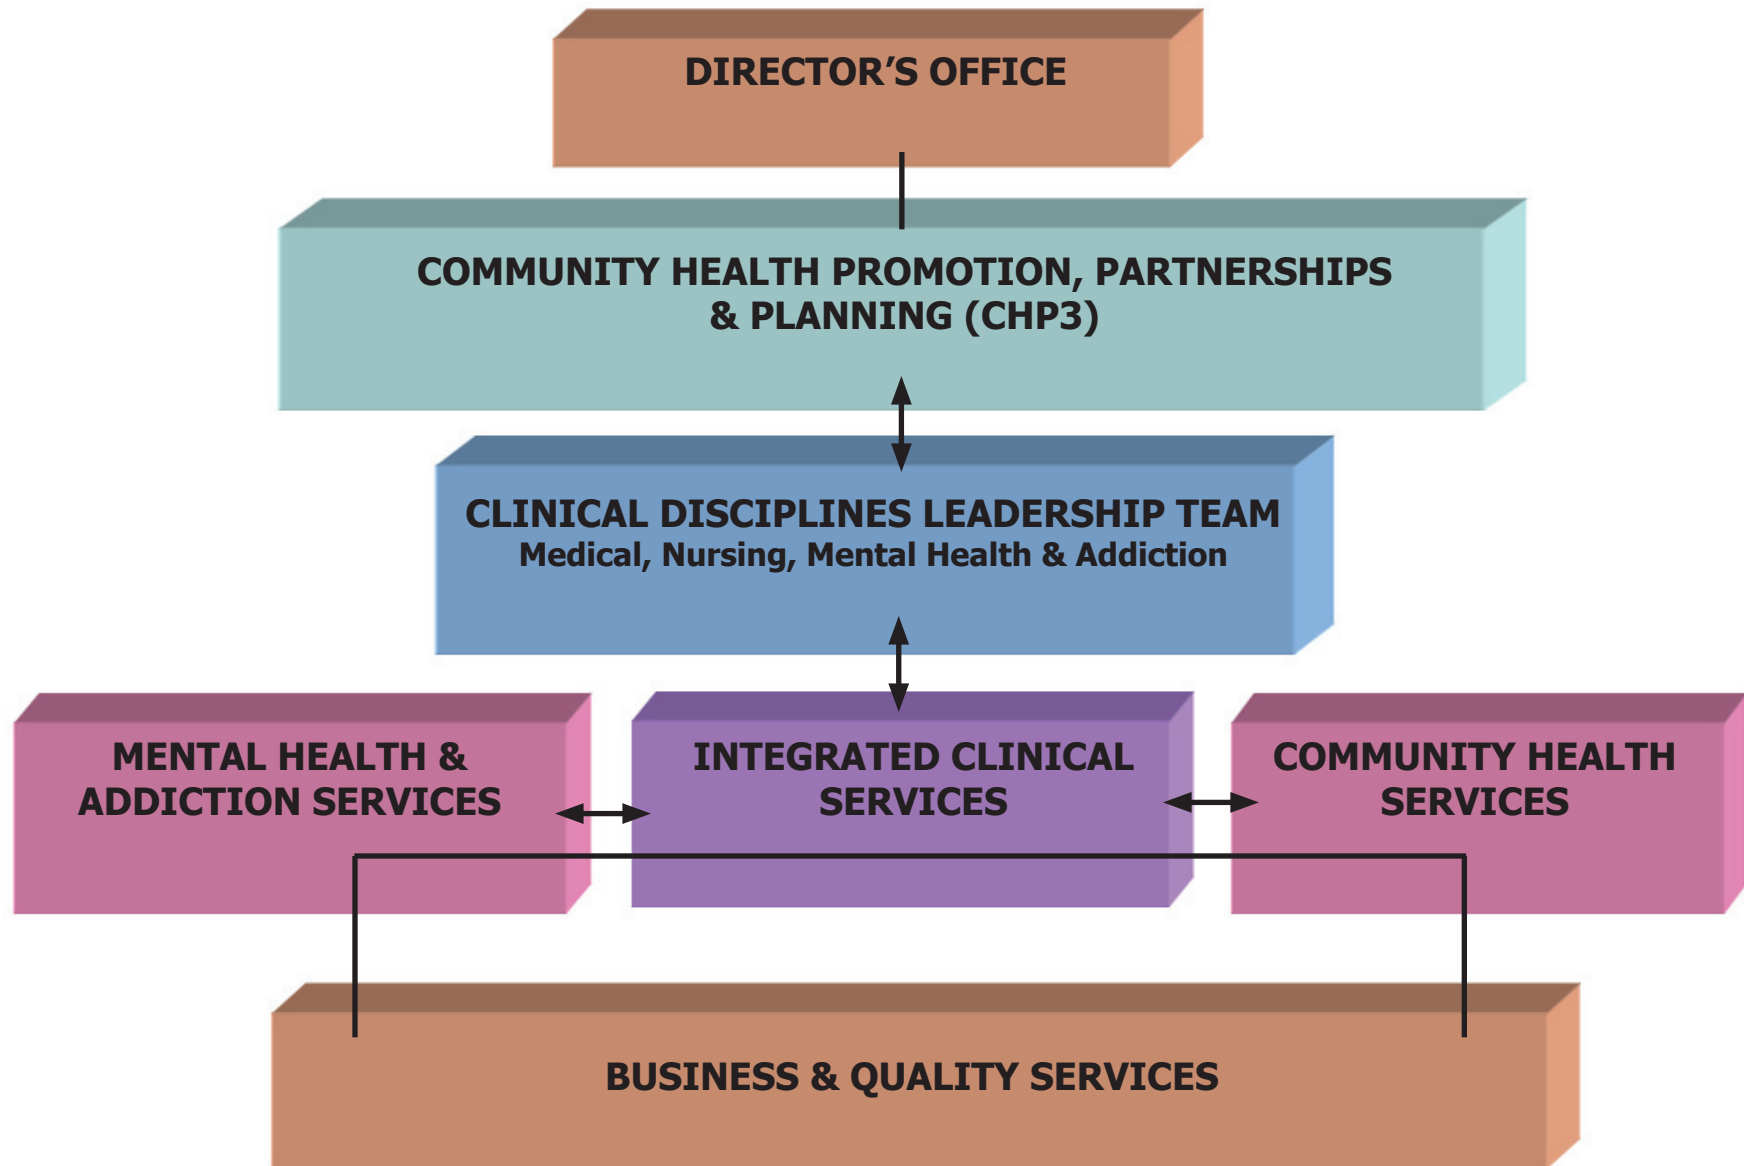 DIRECTOR’S OFFICE
COMMUNITY HEALTH PROMOTION, PARTNERSHIPS
& PLANNING (CHP3)
CLINICAL DISCIPLINES LEADERSHIP TEAM
Medical, Nursing, Mental Health & Addiction
MENTAL HEALTH &
ADDICTION SERVICES
INTEGRATED CLINICAL
SERVICES
COMMUNITY HEALTH
SERVICES
BUSINESS & QUALITY SERVICES